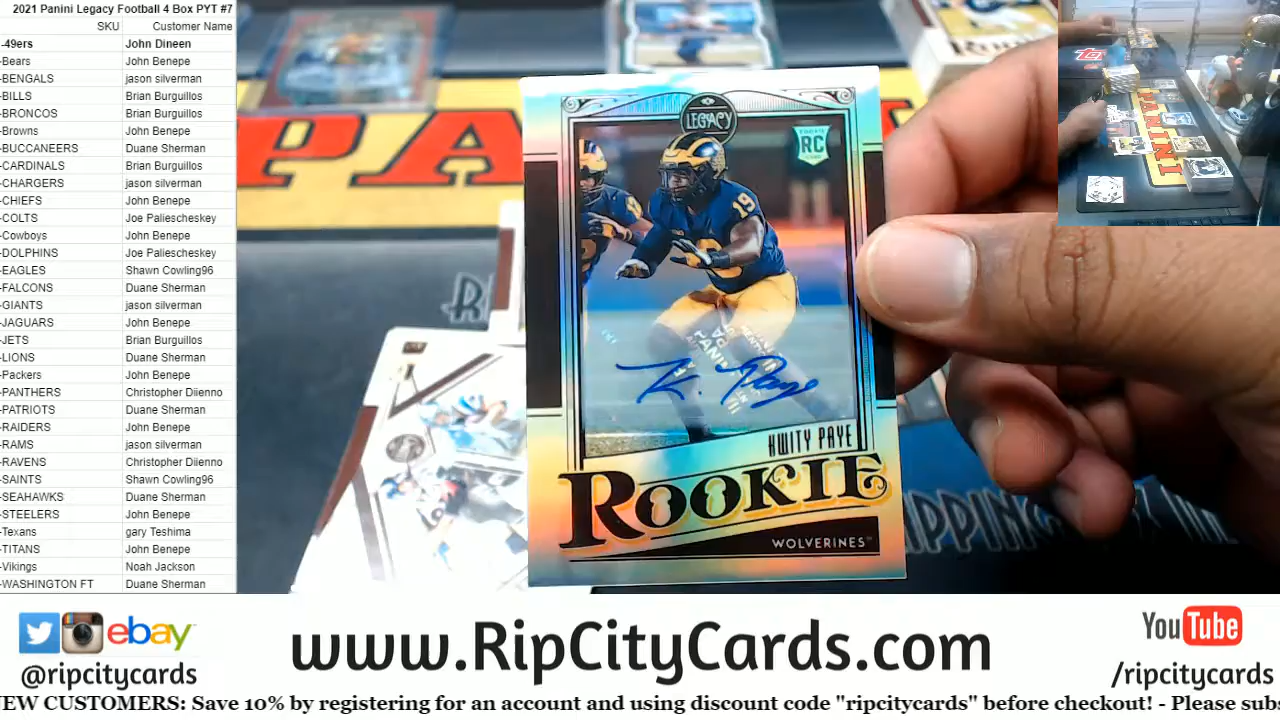 2021 Panini Legacy Football 4 Box PYT #7
SKU Customer Name
-49ers John Dineen
-Bears John Benepe
-BENGALS jason silverman
-BILLS Brian Burguillos
-BRONCOS Brian Burguillos
-Browns John Benepe
-BUCCANEERS Duane Sherman
-CARDINALS Brian Burguillos
-CHARGERS jason silverman
-CHIEFS John Benepe
-COLTS Joe Paliescheskey
-Cowboys John Benepe
-DOLPHINS Joe Paliescheskey
-EAGLES Shawn Cowling96
-FALCONS Duane Sherman
-GIANTS jason silverman
-JAGUARS John Benepe
-JETS Brian Burguillos
-LIONS Duane Sherman
-Packers John Benepe
-PANTHERS Christopher Diienno
-PATRIOTS Duane Sherman
-RAIDERS John Benepe
-RAMS jason silverman
-RAVENS Christopher Diienno
-SAINTS Shawn Cowling96
-SEAHAWKS Duane Sherman
-STEELERS John Benepe
-Texans gary Teshima
-TITANS John Benepe
-Vikings Noah Jackson
-WASHINGTON FT Duane Sherman
PA
PANINI
LEGACY
ROOKIE
RC
19
K. Paye
KWITY PAYE
ROOKIE
WOLVERINES™
ebay
@ripcitycards
www.RipCityCards.com
YouTube
/ripcitycards
NEW CUSTOMERS: Save 10% by registering for an account and using discount code "ripcitycards" before checkout! - Please subs